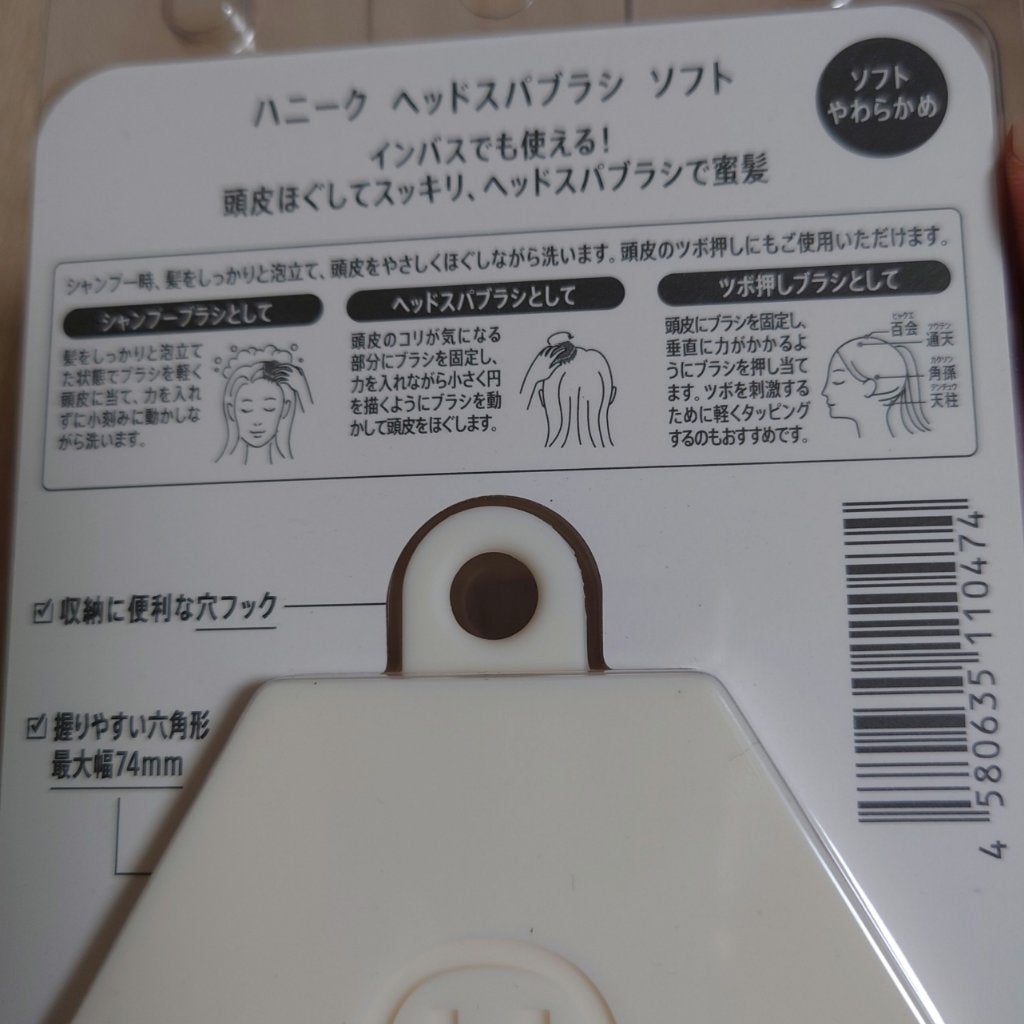 ハニーク ヘッドスパブラシ ソフト
ソフト
やわらかめ
インバスでも使える!
頭皮ほぐしてスッキリ、ヘッドスパブラシで蜜髪
シャンプー時、髪をしっかりと泡立て、頭皮をやさしくほぐしながら洗います。頭皮のツボ押しにもご使用いただけます。
シャンプーブラシとして
髪をしっかりと泡立て
た状態でブラシを軽く
頭皮に当て、力を入れ
ずに小刻みに動かしな
がら洗います。
ヘッドスパブラシとして
頭皮のコリが気になる
部分にブラシを固定し、
力を入れながら小さく円
を描くようにブラシを動
かして頭皮をほぐします。
ツボ押しブラシとして
頭皮にブラシを固定し、
垂直に力がかかるよ
うにブラシを押し当て
ます。ツボを刺激する
ために軽くタッピング
するのもおすすめです。
ヒャクエ
百会
ツウテン
通天
カクソン
角孫
テンチュウ
天柱
収納に便利な穴フック
握りやすい六角形
最大幅74mm
4 580635 110474